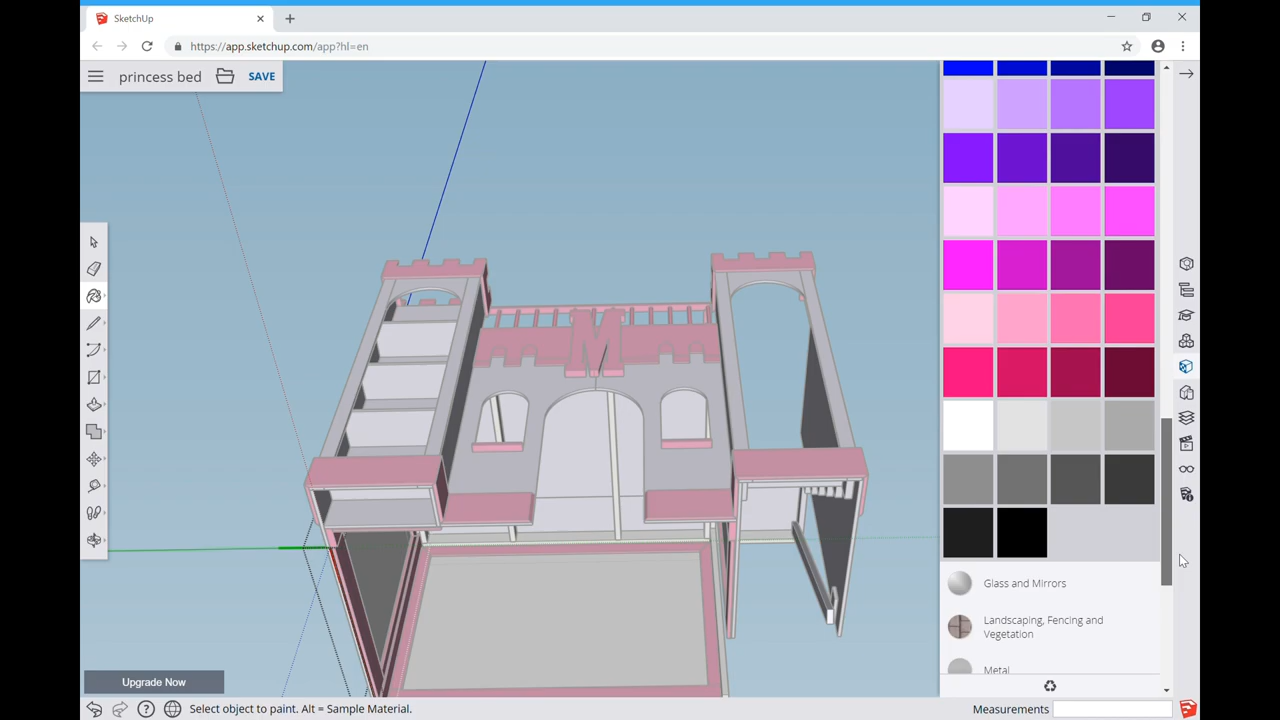 SketchUp
https://app.sketchup.com/app?hl=en
princess bed
SAVE
M
Glass and Mirrors
Landscaping, Fencing and
Vegetation
Metal
Upgrade Now
Select object to paint. Alt = Sample Material.
Measurements